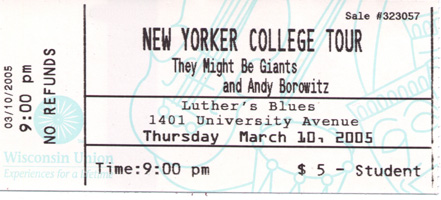 Sale #323057
NEW YORKER COLLEGE TOUR
They Might Be Giants
and Andy Borowitz
Luther's Blues
1401 University Avenue
Thursday March 10, 2005
Time:9:00 pm $ 5 - Student
03/10/2005
9:00 pm
NO REFUNDS
Wisconsin Union
Experiences for a